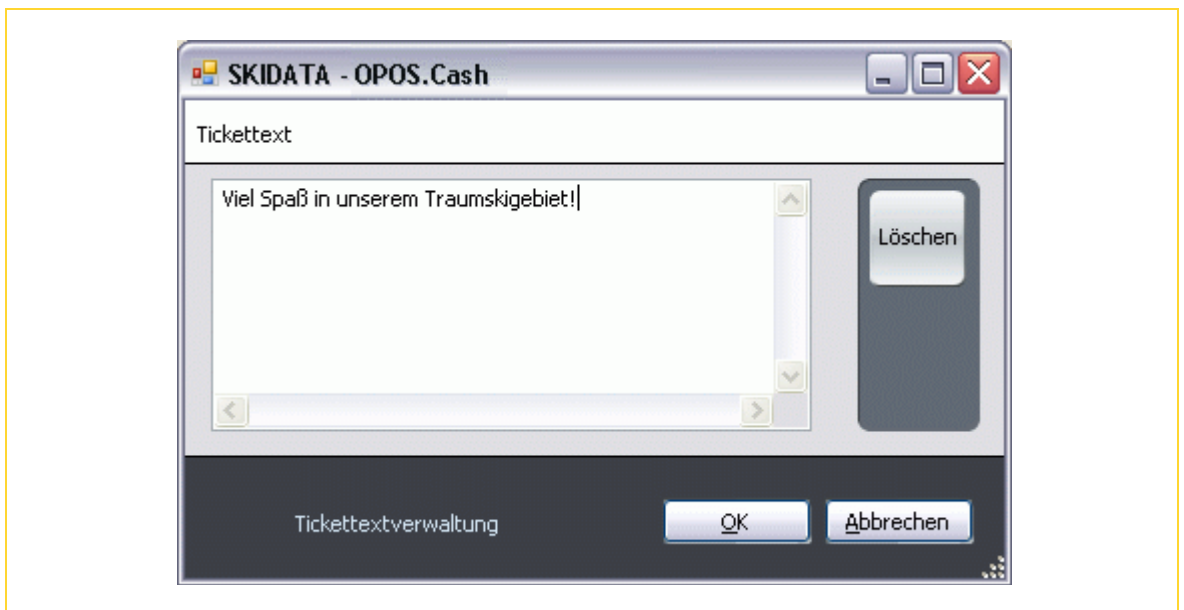 SKIDATA - OPOS.Cash
Tickettext
Viel Spaß in unserem Traumskigebiet!
Löschen
Tickettextverwaltung
OK
Abbrechen